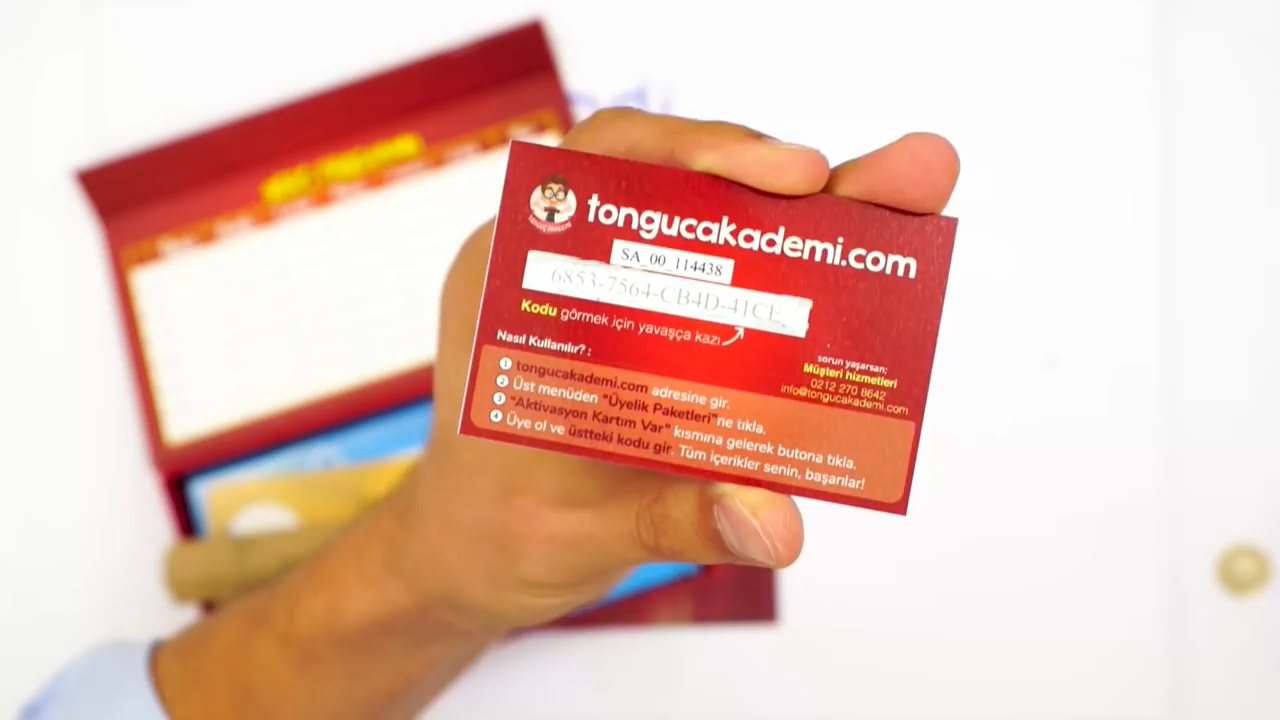 tongucakademi.com
SA_00_114438
6853-7564-CB4D-41CE
Kodu görmek için yavaşça kazı
Nasıl Kullanılır? :
1 tongucakademi.com adresine gir.
2 Üst menüden "Üyelik Paketleri"ne tıkla.
3 "Aktivasyon Kartım Var" kısmına gelerek butona tıkla.
4 Üye ol ve üstteki kodu gir. Tüm içerikler senin, başarılar!
sorun yaşarsan;
Müşteri hizmetleri
0212 270 8642
info@tongucakademi.com